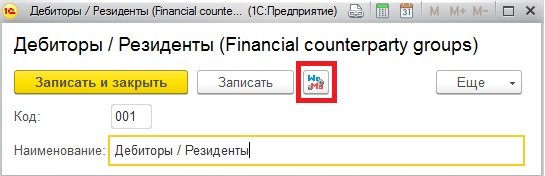 Дебиторы / Резиденты (Financial counte... (1С:Предприятие) 31 M M+ M-
Дебиторы / Резиденты (Financial counterparty groups)
Записать и закрыть Записать Еще
Код: 001
Наименование: Дебиторы / Резиденты